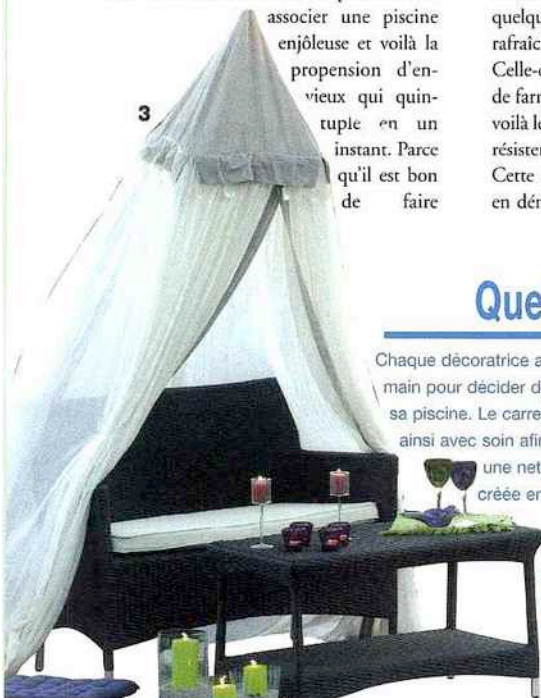 associer une piscine
enjôleuse et voilà la
propension d'en-
vieux qui quin-
tuple en un
instant. Parce
qu'il est bon
de faire
3
quelqu
rafraîc
Celle-
de farn
voilà le
résister
Cette
en dén
Que
Chaque décoratrice a
main pour décider d
sa piscine. Le carre
ainsi avec soin afin
une net
créée en